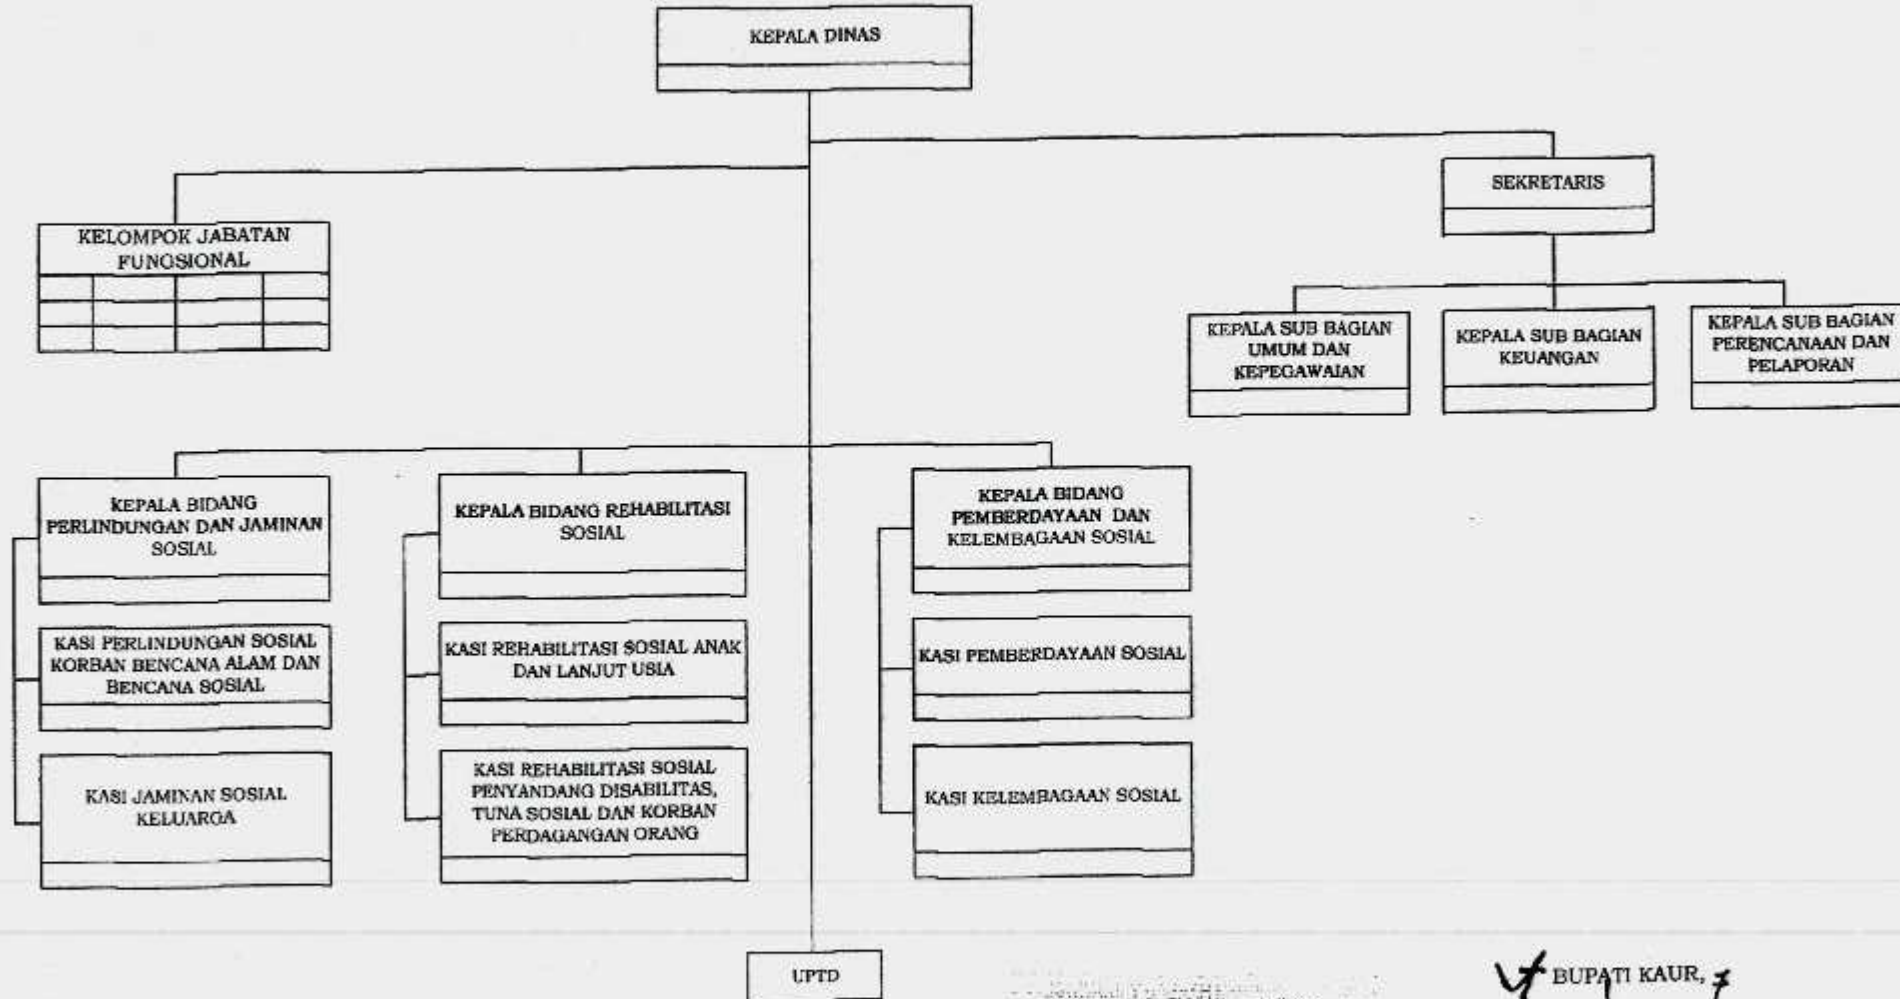 KEPALA DINAS
SEKRETARIS
KELOMPOK JABATAN
FUNGSIONAL
KEPALA SUB BAGIAN
UMUM DAN
KEPEGAWAIAN
KEPALA SUB BAGIAN
KEUANGAN
KEPALA SUB BAGIAN
PERENCANAAN DAN
PELAPORAN
KEPALA BIDANG
PERLINDUNGAN DAN JAMINAN
SOSIAL
KEPALA BIDANG REHABILITASI
SOSIAL
KEPALA BIDANG
PEMBERDAYAAN DAN
KELEMBAGAAN SOSIAL
KASI PERLINDUNGAN SOSIAL
KORBAN BENCANA ALAM DAN
BENCANA SOSIAL
KASI REHABILITASI SOSIAL ANAK
DAN LANJUT USIA
KASI PEMBERDAYAAN SOSIAL
KASI JAMINAN SOSIAL
KELUARGA
KASI REHABILITASI SOSIAL
PENYANDANG DISABILITAS,
TUNA SOSIAL DAN KORBAN
PERDAGANGAN ORANG
KASI KELEMBAGAAN SOSIAL
UPTD
BUPATI KAUR,